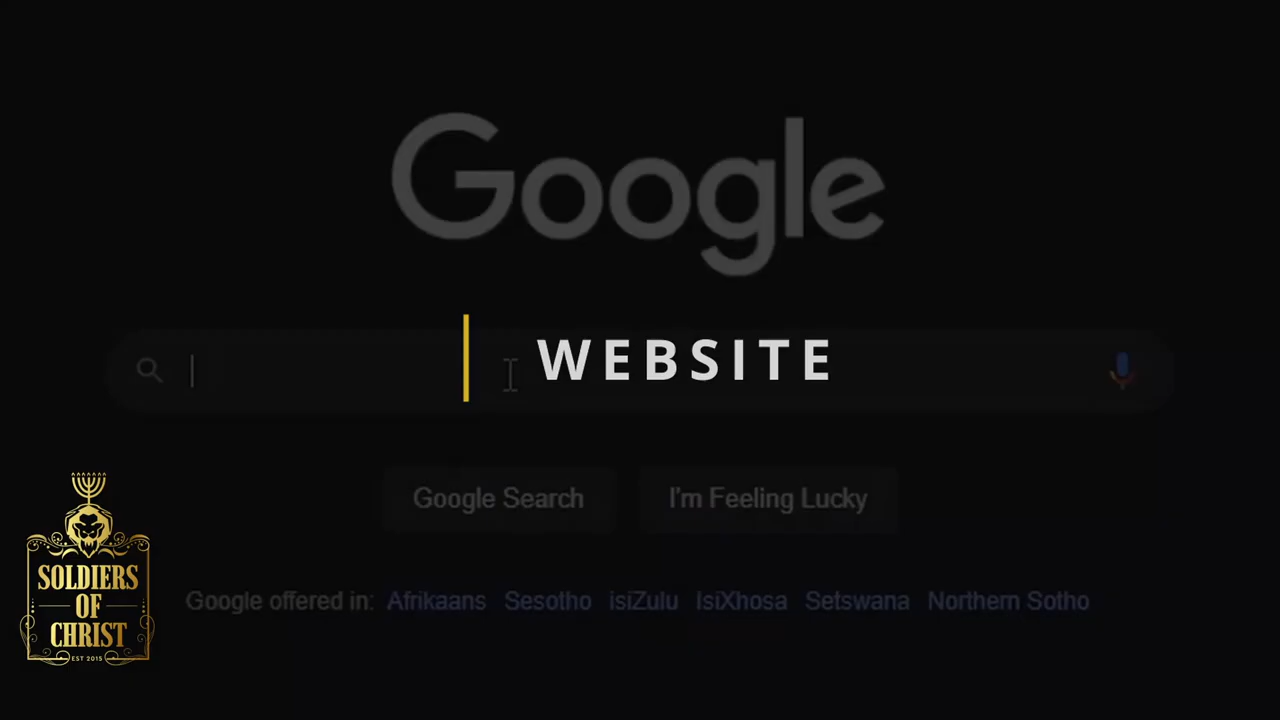 Google
WEBSITE
Google Search I'm Feeling Lucky
Google offered in: Afrikaans Sesotho isiZulu IsiXhosa Setswana Northern Sotho
SOLDIERS
OF
CHRIST
EST 2015